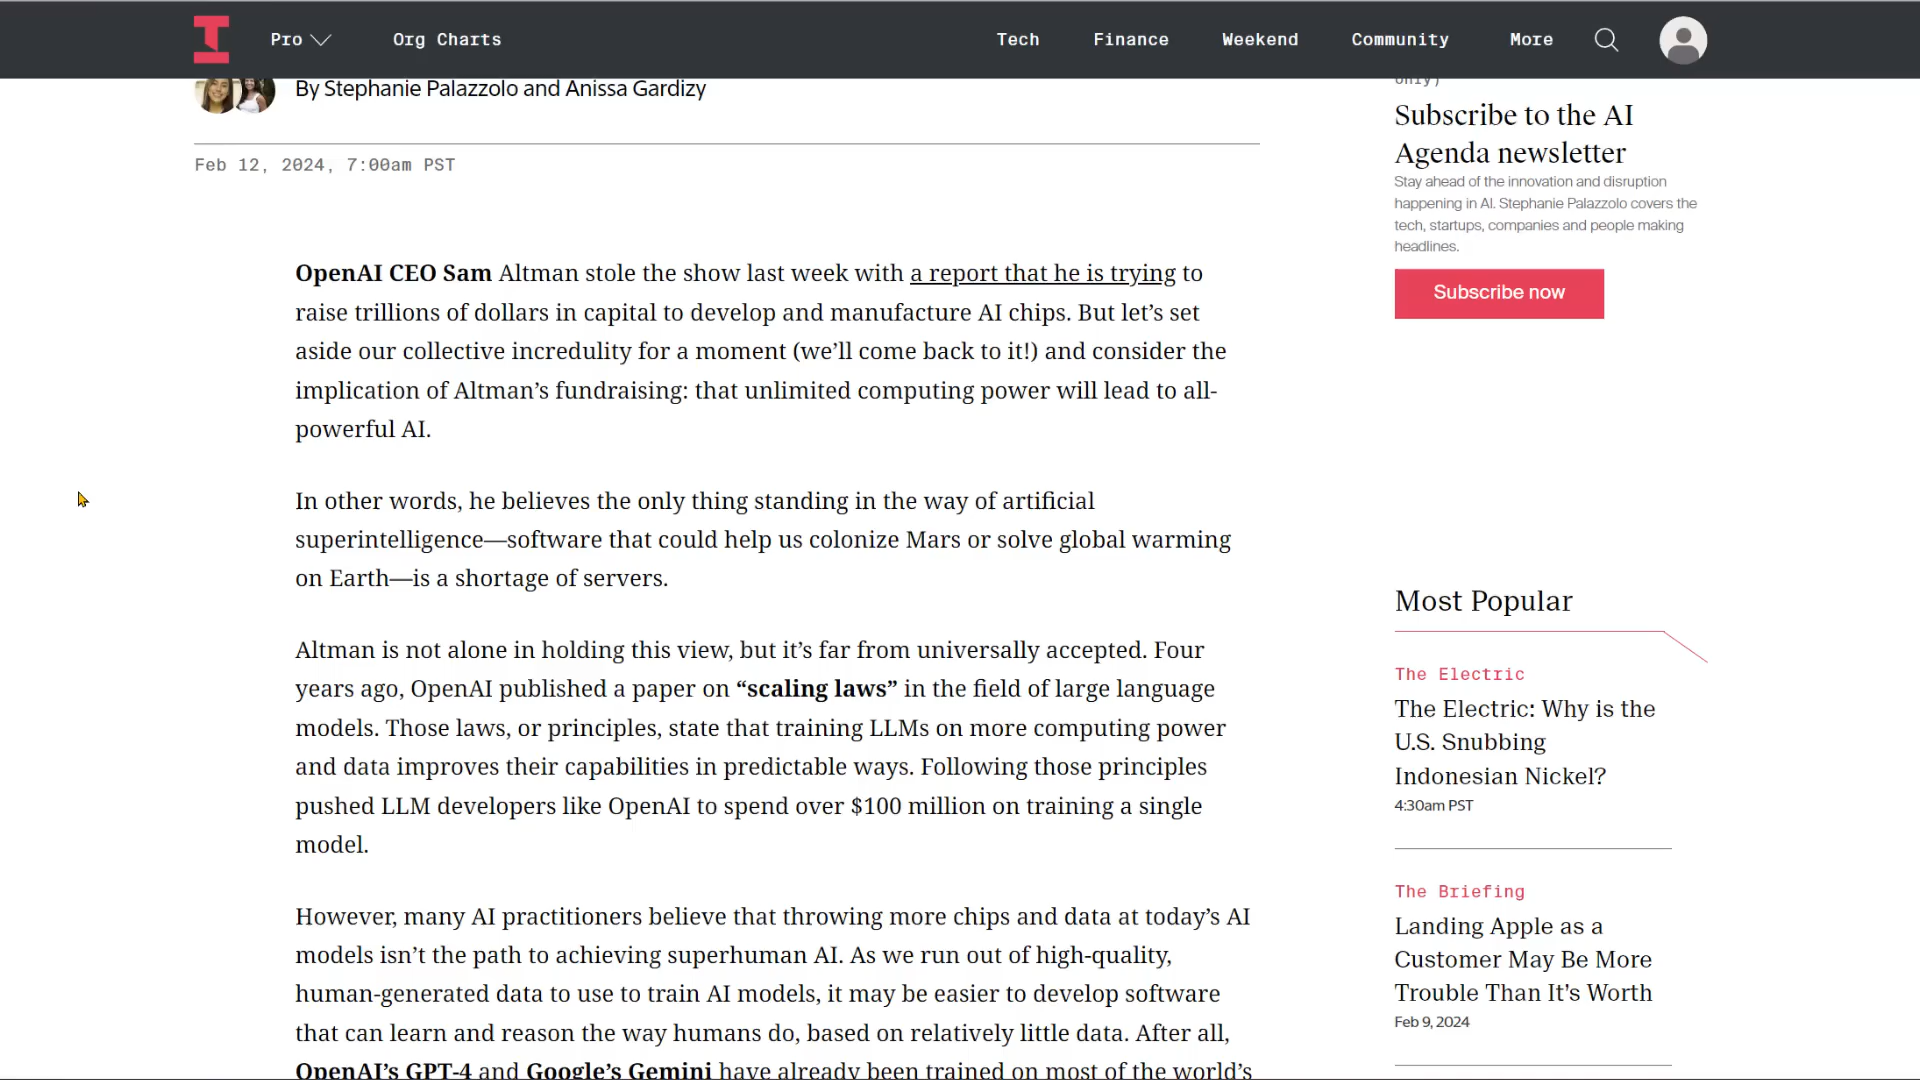 Pro
Org Charts
Tech
Finance
Weekend
Community
More
By Stephanie Palazzolo and Anissa Gardizy
Feb 12, 2024, 7:00am PST
OpenAI CEO Sam Altman stole the show last week with a report that he is trying to
raise trillions of dollars in capital to develop and manufacture AI chips. But let’s set
aside our collective incredulity for a moment (we’ll come back to it!) and consider the
implication of Altman’s fundraising: that unlimited computing power will lead to all-
powerful AI.
In other words, he believes the only thing standing in the way of artificial
superintelligence—software that could help us colonize Mars or solve global warming
on Earth—is a shortage of servers.
Altman is not alone in holding this view, but it’s far from universally accepted. Four
years ago, OpenAI published a paper on “scaling laws” in the field of large language
models. Those laws, or principles, state that training LLMs on more computing power
and data improves their capabilities in predictable ways. Following those principles
pushed LLM developers like OpenAI to spend over $100 million on training a single
model.
However, many AI practitioners believe that throwing more chips and data at today’s AI
models isn’t the path to achieving superhuman AI. As we run out of high-quality,
human-generated data to use to train AI models, it may be easier to develop software
that can learn and reason the way humans do, based on relatively little data. After all,
OpenAI’s GPT-4 and Google’s Gemini have already been trained on most of the world’s
only)
Subscribe to the AI
Agenda newsletter
Stay ahead of the innovation and disruption
happening in AI. Stephanie Palazzolo covers the
tech, startups, companies and people making
headlines.
Subscribe now
Most Popular
The Electric
The Electric: Why is the
U.S. Snubbing
Indonesian Nickel?
4:30am PST
The Briefing
Landing Apple as a
Customer May Be More
Trouble Than It’s Worth
Feb 9, 2024